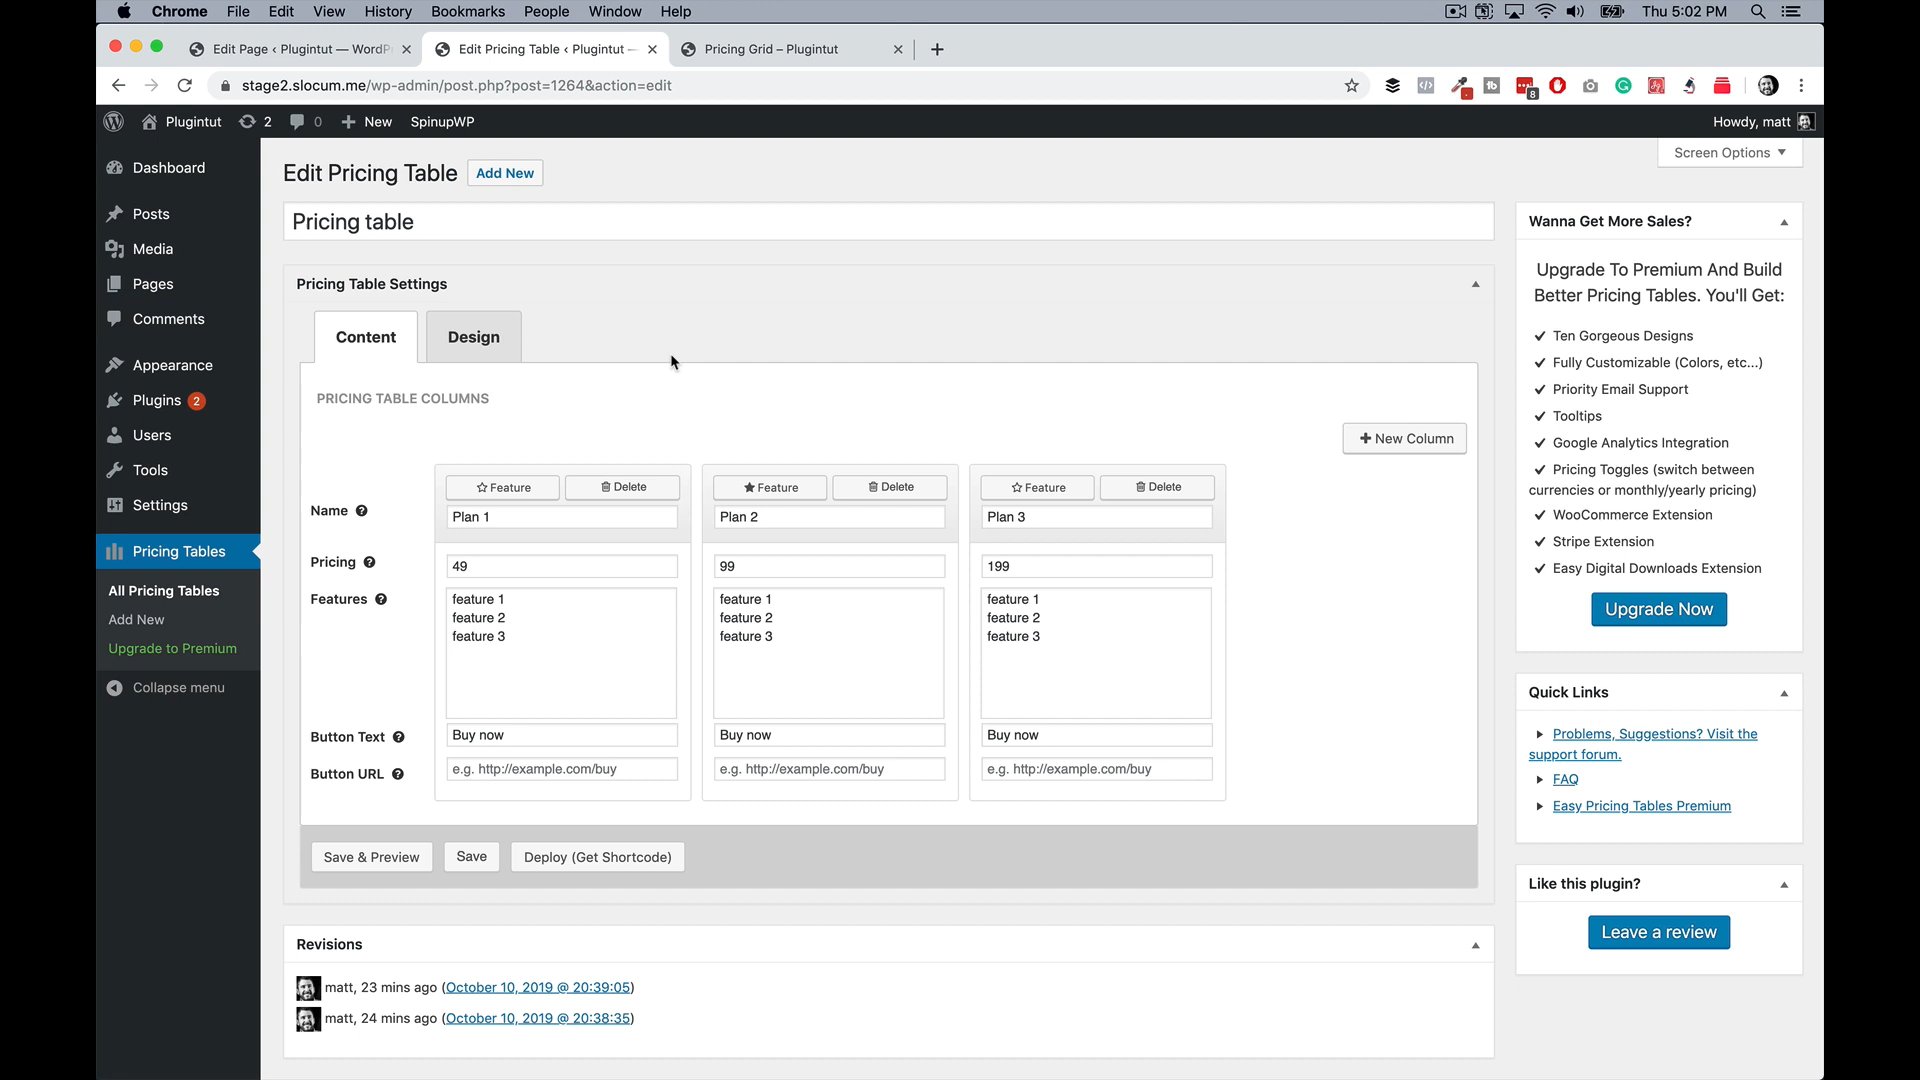 Chrome File Edit View History Bookmarks People Window Help Thu 5:02 PM
Edit Page ‹ Plugintut — WordP
Edit Pricing Table ‹ Plugintut —
Pricing Grid – Plugintut
stage2.slocum.me/wp-admin/post.php?post=1264&action=edit
8
Plugintut 2 0 New SpinupWP Howdy, matt
Screen Options
Dashboard
Posts
Media
Pages
Comments
Appearance
Plugins 2
Users
Tools
Settings
Pricing Tables
All Pricing Tables
Add New
Upgrade to Premium
Collapse menu
Edit Pricing Table Add New
Pricing table
Pricing Table Settings
Content Design
PRICING TABLE COLUMNS
New Column
Feature Delete Feature Delete Feature Delete
Name Plan 1 Plan 2 Plan 3
Pricing 49 99 199
Features feature 1 feature 1 feature 1
feature 2 feature 2 feature 2
feature 3 feature 3 feature 3
Button Text Buy now Buy now Buy now
Button URL e.g. http://example.com/buy e.g. http://example.com/buy e.g. http://example.com/buy
Save & Preview Save Deploy (Get Shortcode)
Revisions
matt, 23 mins ago (October 10, 2019 @ 20:39:05)
matt, 24 mins ago (October 10, 2019 @ 20:38:35)
Wanna Get More Sales?
Upgrade To Premium And Build
Better Pricing Tables. You'll Get:
Ten Gorgeous Designs
Fully Customizable (Colors, etc...)
Priority Email Support
Tooltips
Google Analytics Integration
Pricing Toggles (switch between
currencies or monthly/yearly pricing)
WooCommerce Extension
Stripe Extension
Easy Digital Downloads Extension
Upgrade Now
Quick Links
Problems, Suggestions? Visit the
support forum.
FAQ
Easy Pricing Tables Premium
Like this plugin?
Leave a review